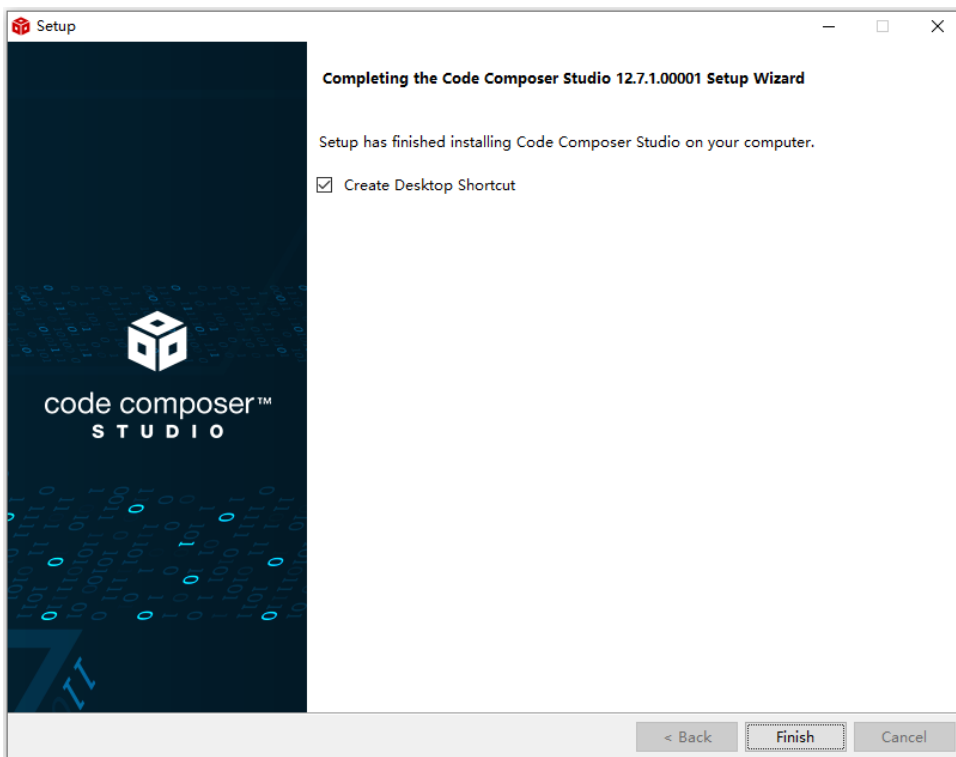 Setup
Completing the Code Composer Studio 12.7.1.00001 Setup Wizard
Setup has finished installing Code Composer Studio on your computer.
Create Desktop Shortcut
code composer™
STUDIO
< Back
Finish
Cancel